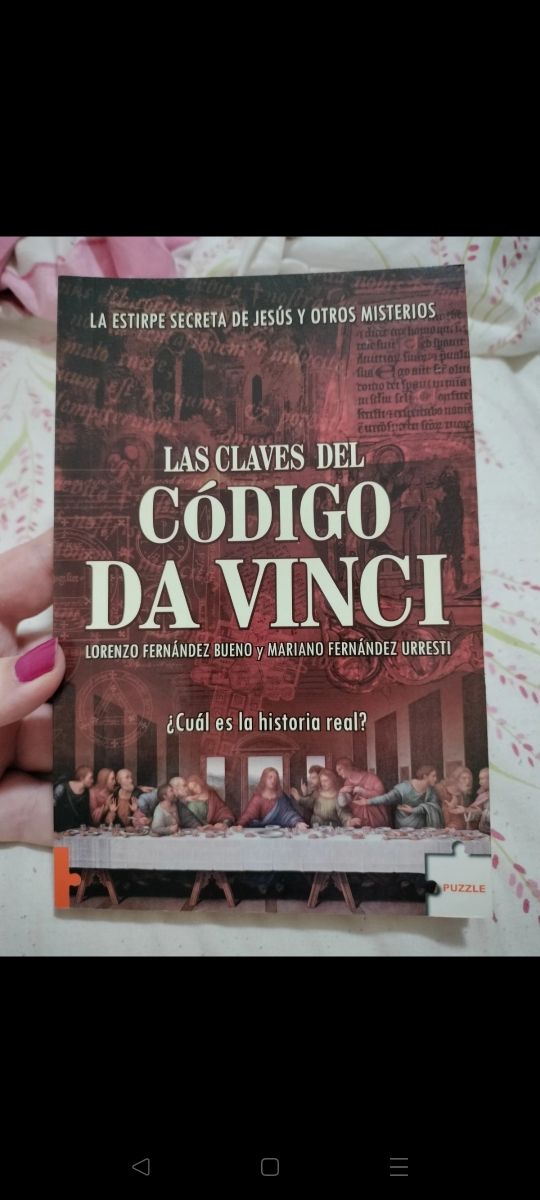 LA ESTIRPE SECRETA DE JESÚS Y OTROS MISTERIOS
LAS CLAVES DEL
CóDIGO
DA VINCI
LORENZO FERNÁNDEZ BUENO y MARIANO FERNÁNDEZ URRESTI
¿Cuál es la historia real?
PUZZLE